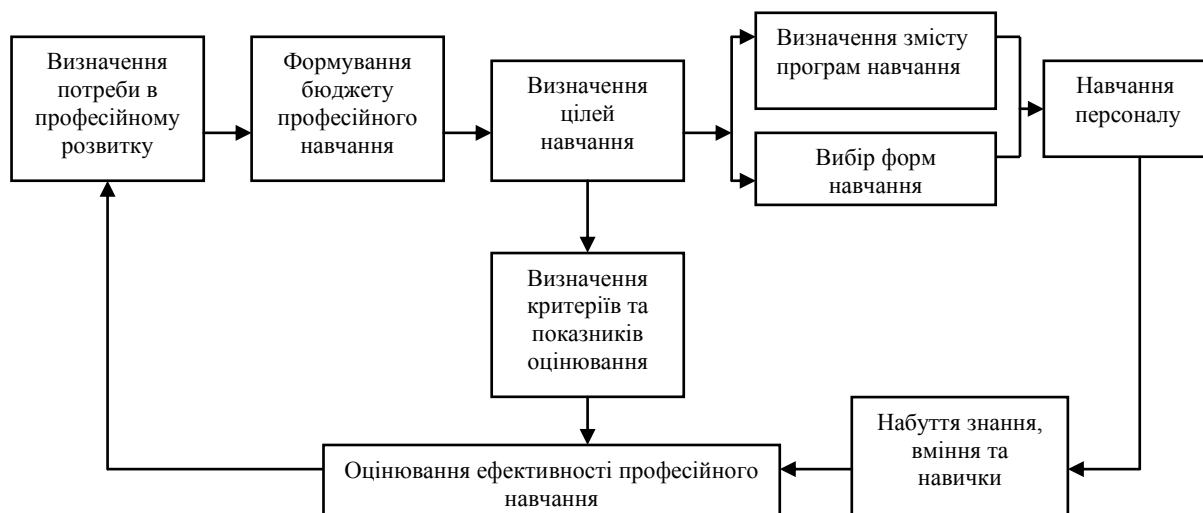 Визначення
потреби в
професійному
розвитку
Формування
бюджету
професійного
навчання
Визначення
цілей
навчання
Визначення змісту
програм навчання
Вибір форм
навчання
Навчання
персоналу
Визначення
критеріїв та
показників
оцінювання
Набуття знання,
вміння та
навички
Оцінювання ефективності професійного
навчання